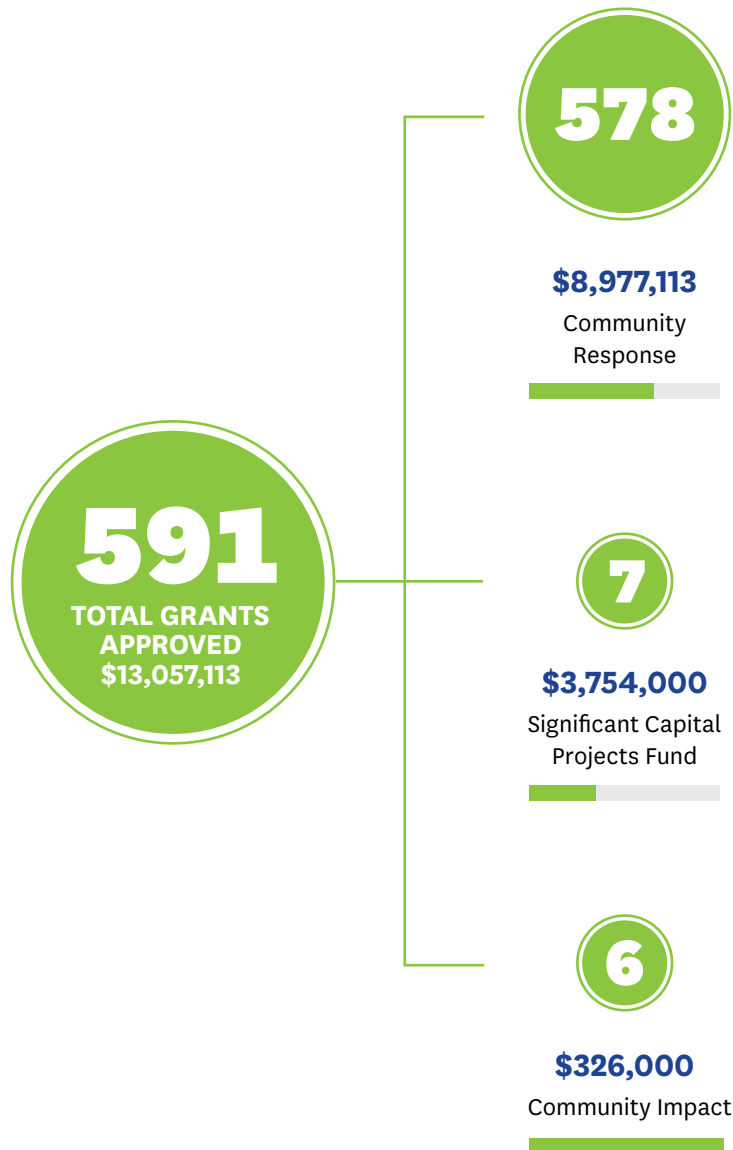 591
TOTAL GRANTS
APPROVED
$13,057,113
578
$8,977,113
Community
Response
7
$3,754,000
Significant Capital
Projects Fund
6
$326,000
Community Impact